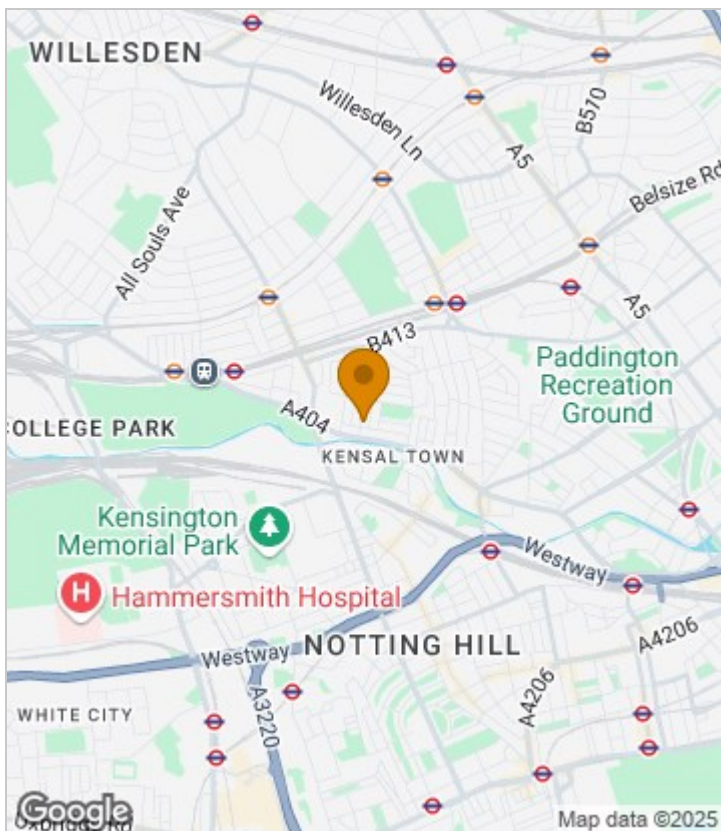 WILLESDEN
Willesden Ln
B570
A5
Belsize Rd
All Souls Ave
A5
B413
Paddington
Recreation
Ground
COLLEGE PARK
A404
KENSAL TOWN
Kensington
Memorial Park
Westway
H
Hammersmith Hospital
Westway
NOTTING HILL
A4206
A4206
WHITE CITY
A3220
Google
Map data ©2025